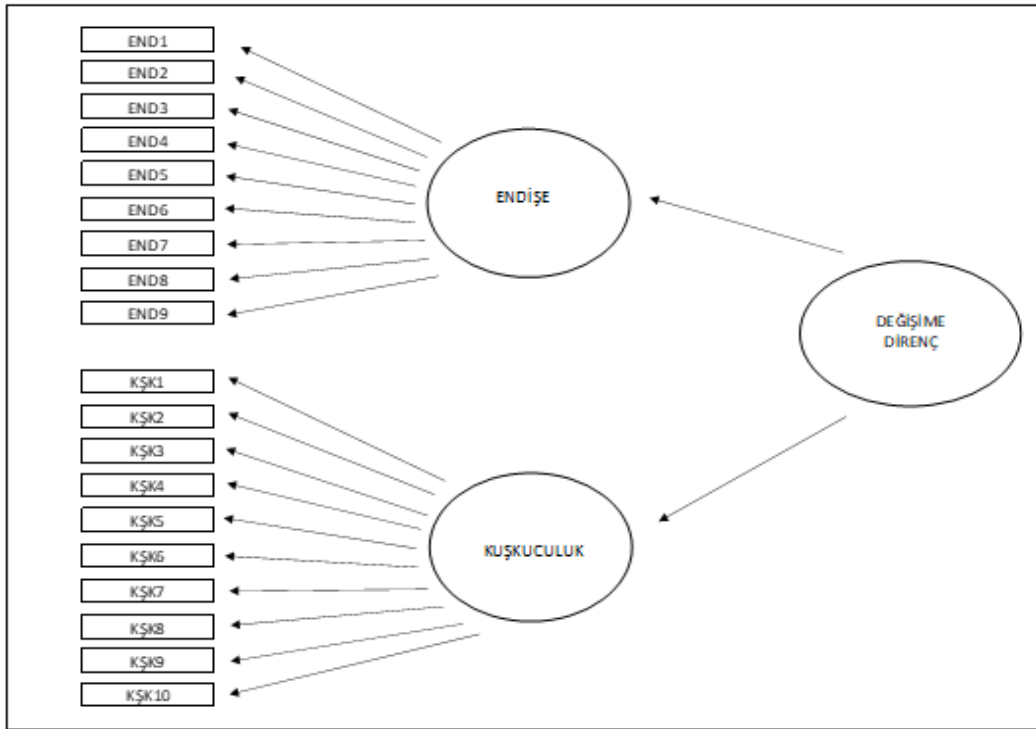 END1
END2
END3
END4
END5
END6
END7
END8
END9
ENDİŞE
DEĞİŞİME
DİRENÇ
KŞK1
KŞK2
KŞK3
KŞK4
KŞK5
KŞK6
KŞK7
KŞK8
KŞK9
KŞK10
KUŞKUCULUK